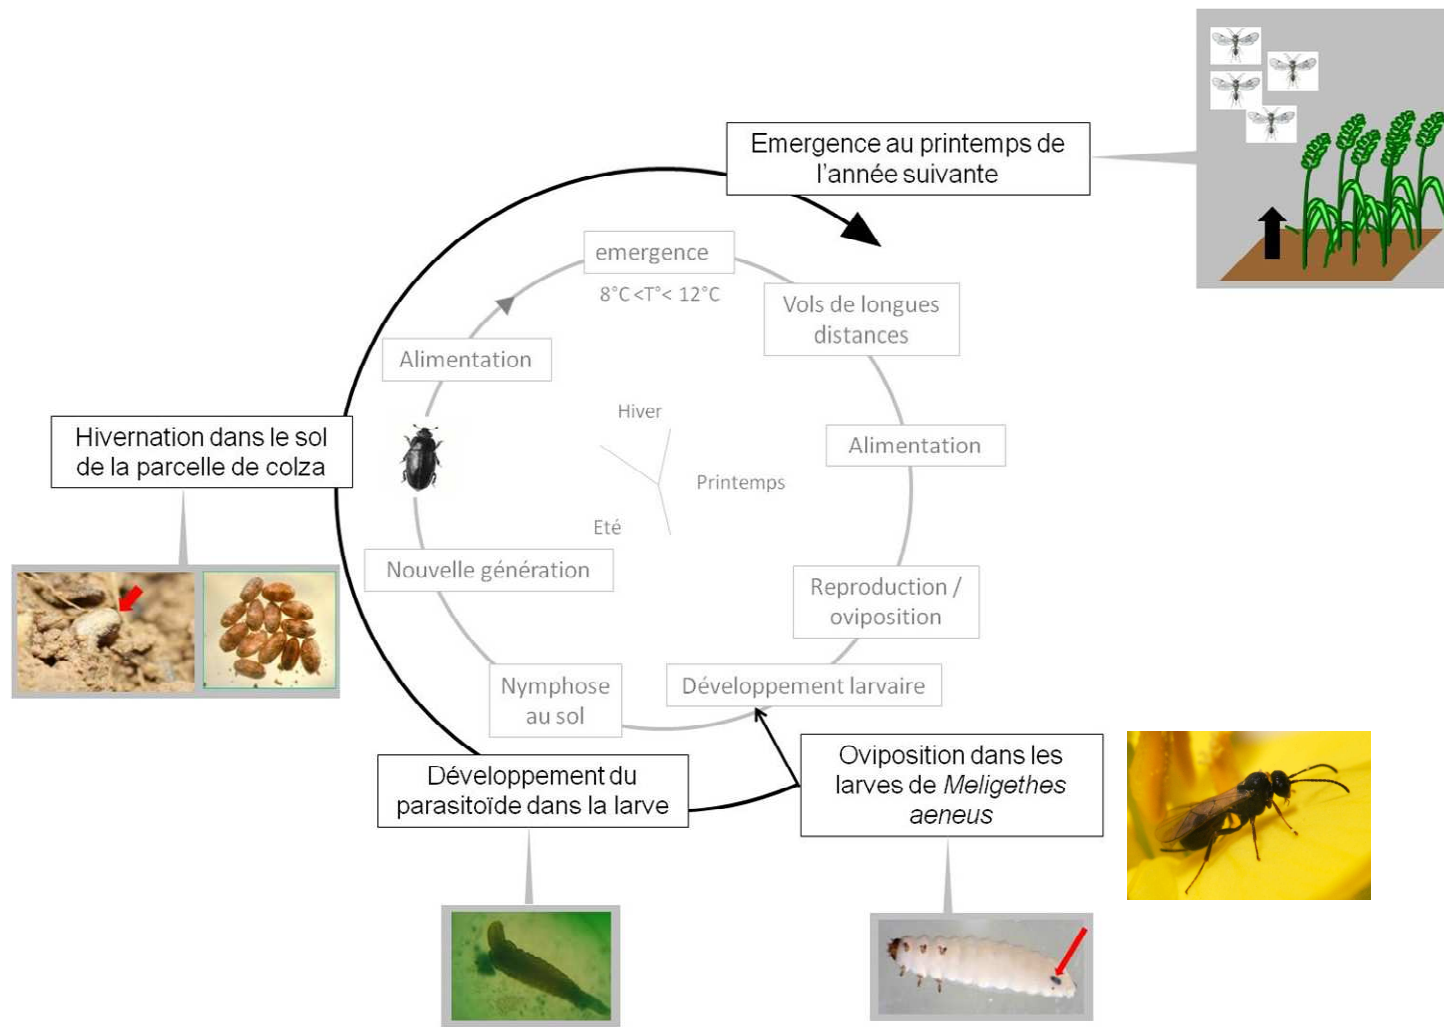 Emergence au printemps de
l'année suivante
emergence
8°C <T°< 12°C
Vols de longues
distances
Alimentation
Hiver
Hivernation dans le sol
de la parcelle de colza
Alimentation
Printemps
Eté
Nouvelle génération
Reproduction /
oviposition
Nymphose
au sol
Développement larvaire
Développement du
parasitoïde dans la larve
Oviposition dans les
larves de Meligethes
aeneus